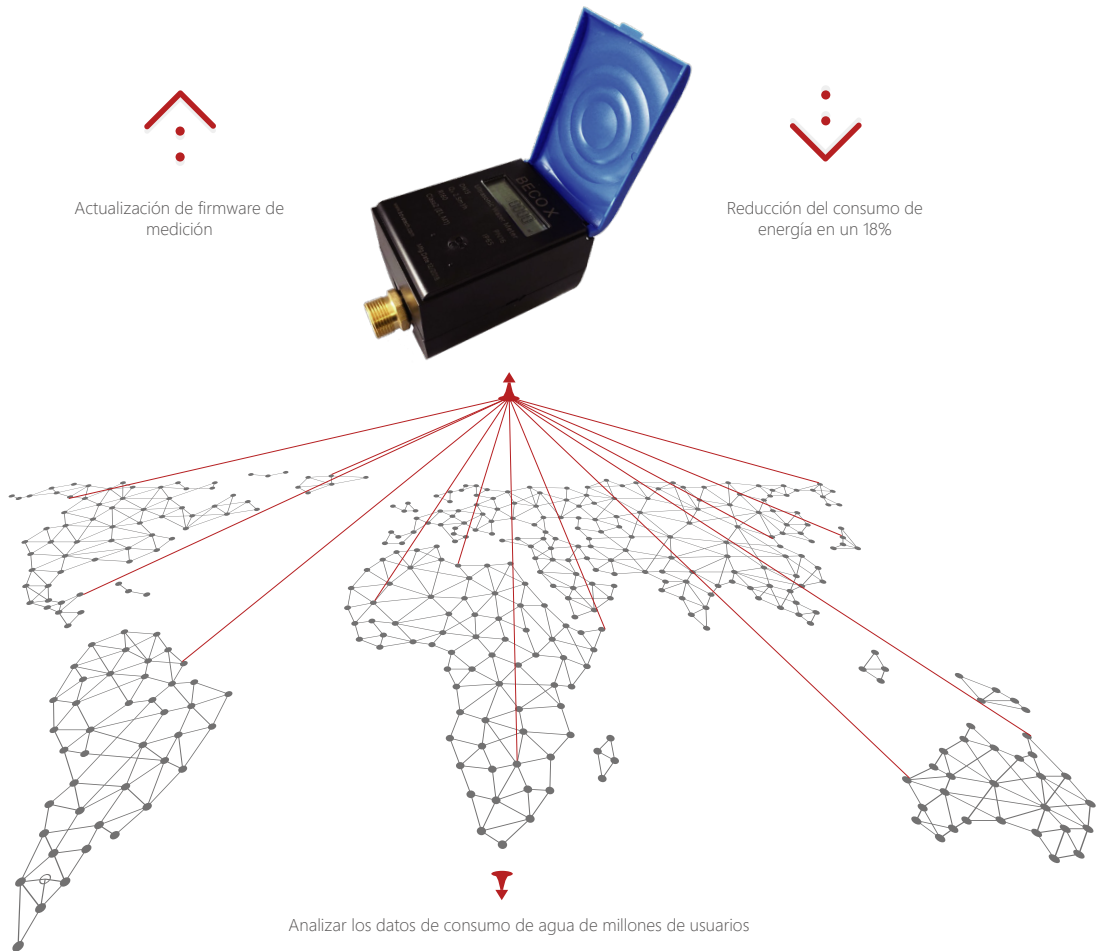 BECO X
Actualización de firmware de
medición
Reducción del consumo de
energía en un 18%
Analizar los datos de consumo de agua de millones de usuarios